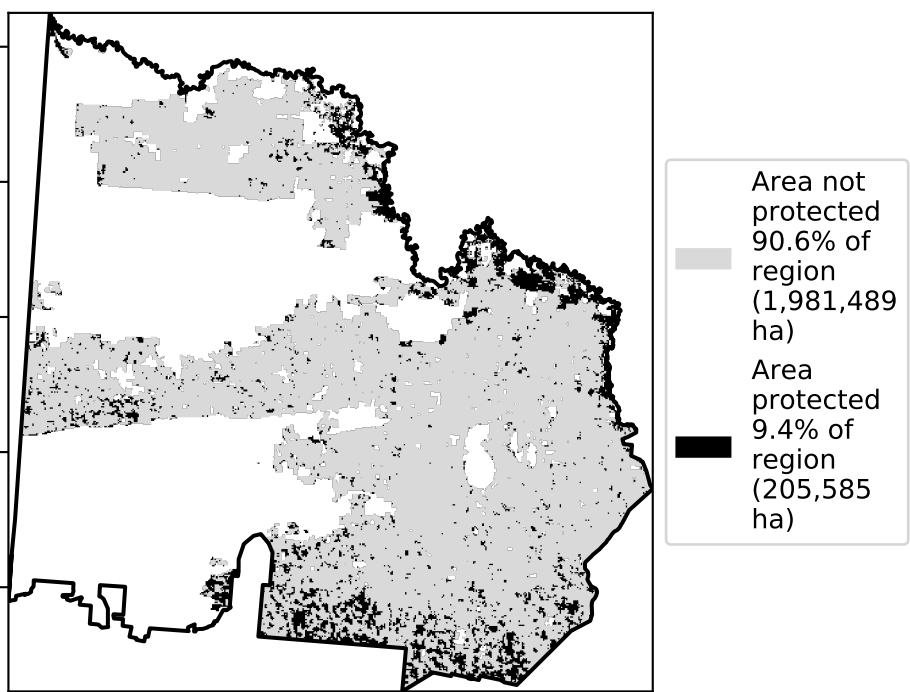 Area not
protected
90.6% of
region
(1,981,489
ha)
Area
protected
9.4% of
region
(205,585
ha)